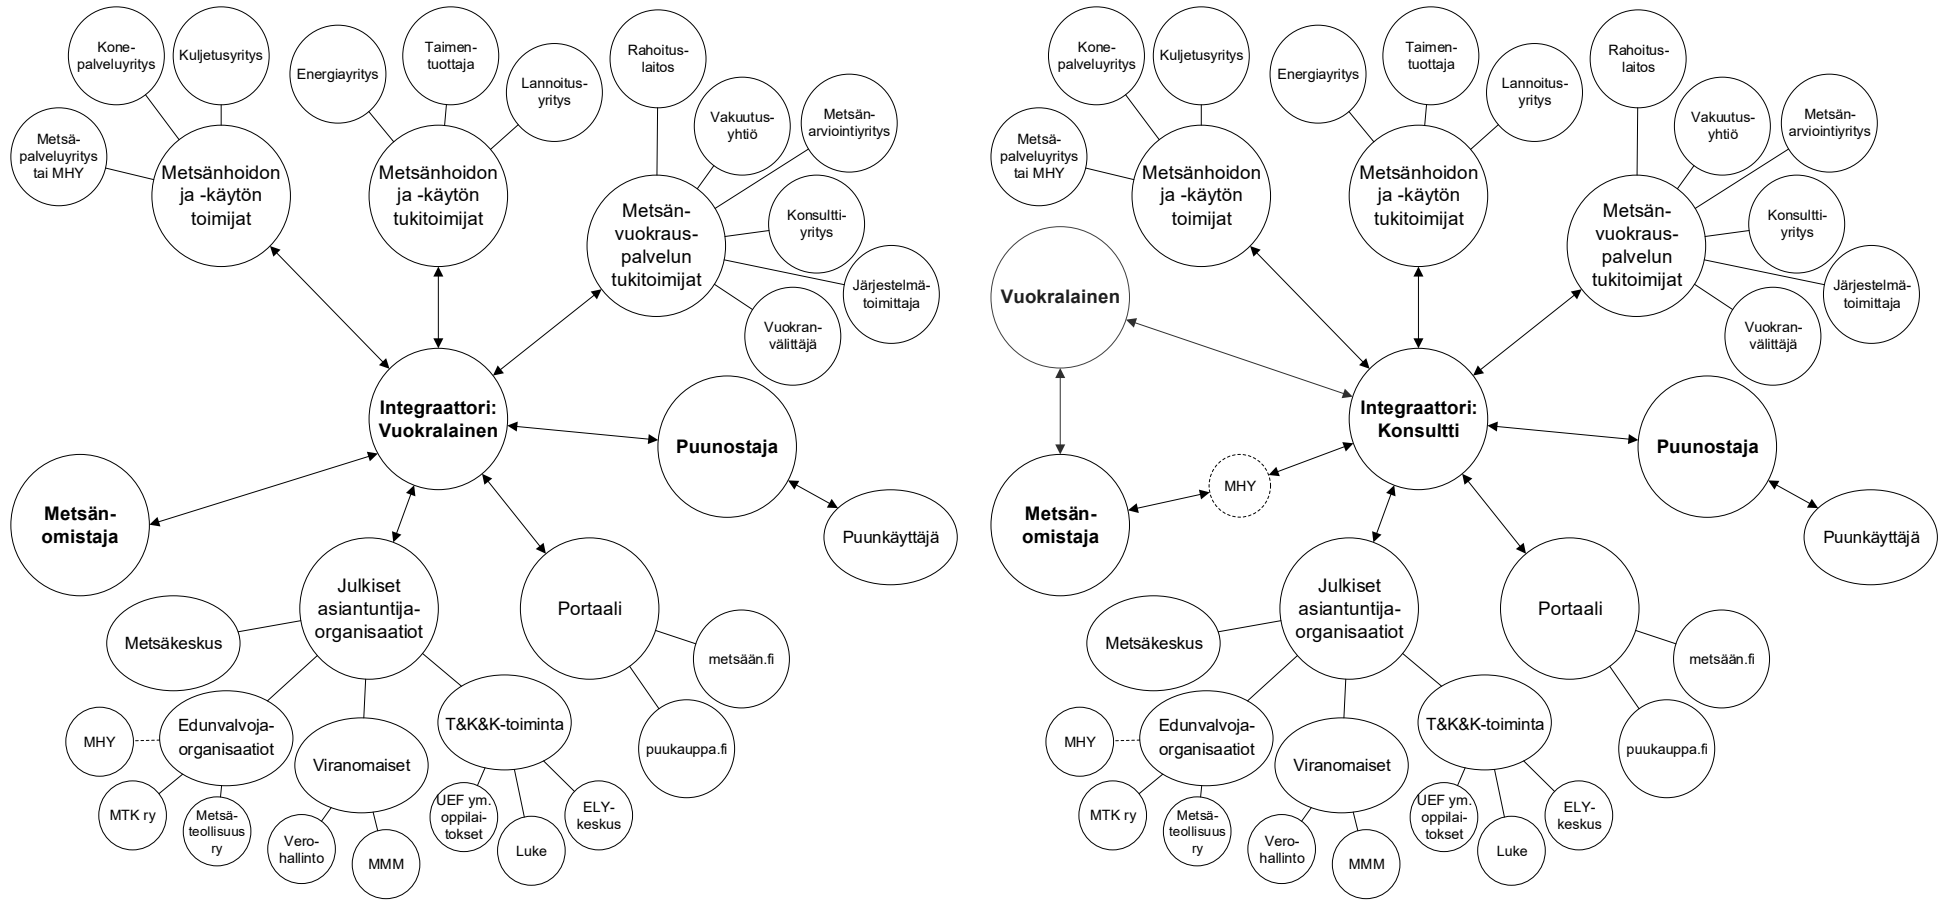 Kone-
palveluyritys
Kuljetusyritys
Metsä-
palveluyritys
tai MHY
Metsänhoidon
ja -käytön
toimijat
Energiayritys
Taimen-
tuottaja
Lannoitus-
yritys
Metsänhoidon
ja -käytön
tukitoimijat
Rahoitus-
laitos
Vakuutus-
yhtiö
Metsän-
arviointiyritys
Konsultti-
yritys
Järjestelmä-
toimittaja
Vuokran-
välittäjä
Metsän-
vuokraus-
palvelun
tukitoimijat
Integraattori:
Vuokralainen
Puunostaja
Puunkäyttäjä
Metsän-
omistaja
Julkiset
asiantuntija-
organisaatiot
Portaali
metsään.fi
puukauppa.fi
Metsäkeskus
Edunvalvoja-
organisaatiot
MHY
MTK ry
Metsä-
teollisuus
ry
Viranomaiset
Vero-
hallinto
MMM
T&K&K-toiminta
UEF ym.
oppilai-
tokset
Luke
ELY-
keskus
Kone-
palveluyritys
Kuljetusyritys
Metsä-
palveluyritys
tai MHY
Metsänhoidon
ja -käytön
toimijat
Energiayritys
Taimen-
tuottaja
Lannoitus-
yritys
Metsänhoidon
ja -käytön
tukitoimijat
Rahoitus-
laitos
Vakuutus-
yhtiö
Metsän-
arviointiyritys
Konsultti-
yritys
Järjestelmä-
toimittaja
Vuokran-
välittäjä
Metsän-
vuokraus-
palvelun
tukitoimijat
Vuokralainen
Integraattori:
Konsultti
Puunostaja
Puunkäyttäjä
MHY
Metsän-
omistaja
Julkiset
asiantuntija-
organisaatiot
Portaali
metsään.fi
puukauppa.fi
Metsäkeskus
Edunvalvoja-
organisaatiot
MHY
MTK ry
Metsä-
teollisuus
ry
Viranomaiset
Vero-
hallinto
MMM
T&K&K-toiminta
UEF ym.
oppilai-
tokset
Luke
ELY-
keskus